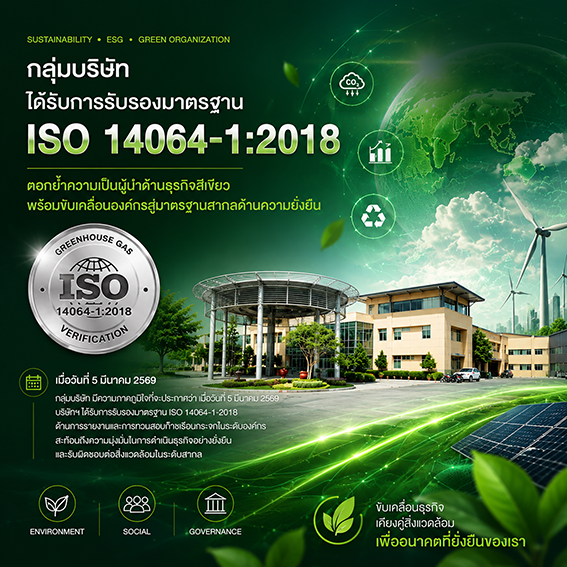 SUSTAINABILITY • ESG • GREEN ORGANIZATION
กลุ่มบริษัท
ได้รับการรับรองมาตรฐาน
ISO 14064-1:2018
ตอกย้ำความเป็นผู้นำด้านธุรกิจสีเขียว
พร้อมขับเคลื่อนองค์กรสู่มาตรฐานสากลด้านความยั่งยืน
CO2
GREENHOUSE GAS
ISO
14064-1:2018
VERIFICATION
เมื่อวันที่ 5 มีนาคม 2569
กลุ่มบริษัท มีความภาคภูมิใจที่จะประกาศว่า เมื่อวันที่ 5 มีนาคม 2569
บริษัทฯ ได้รับการรับรองมาตรฐาน ISO 14064-1-2018
ด้านการรายงานและการทวนสอบก๊าซเรือนกระจกในระดับองค์กร
สะท้อนถึงความมุ่งมั่นในการดำเนินธุรกิจอย่างยั่งยืน
และรับผิดชอบต่อสิ่งแวดล้อมในระดับสากล
ENVIRONMENT
SOCIAL
GOVERNANCE
ขับเคลื่อนธุรกิจ
เคียงคู่สิ่งแวดล้อม
เพื่ออนาคตที่ยั่งยืนของเรา